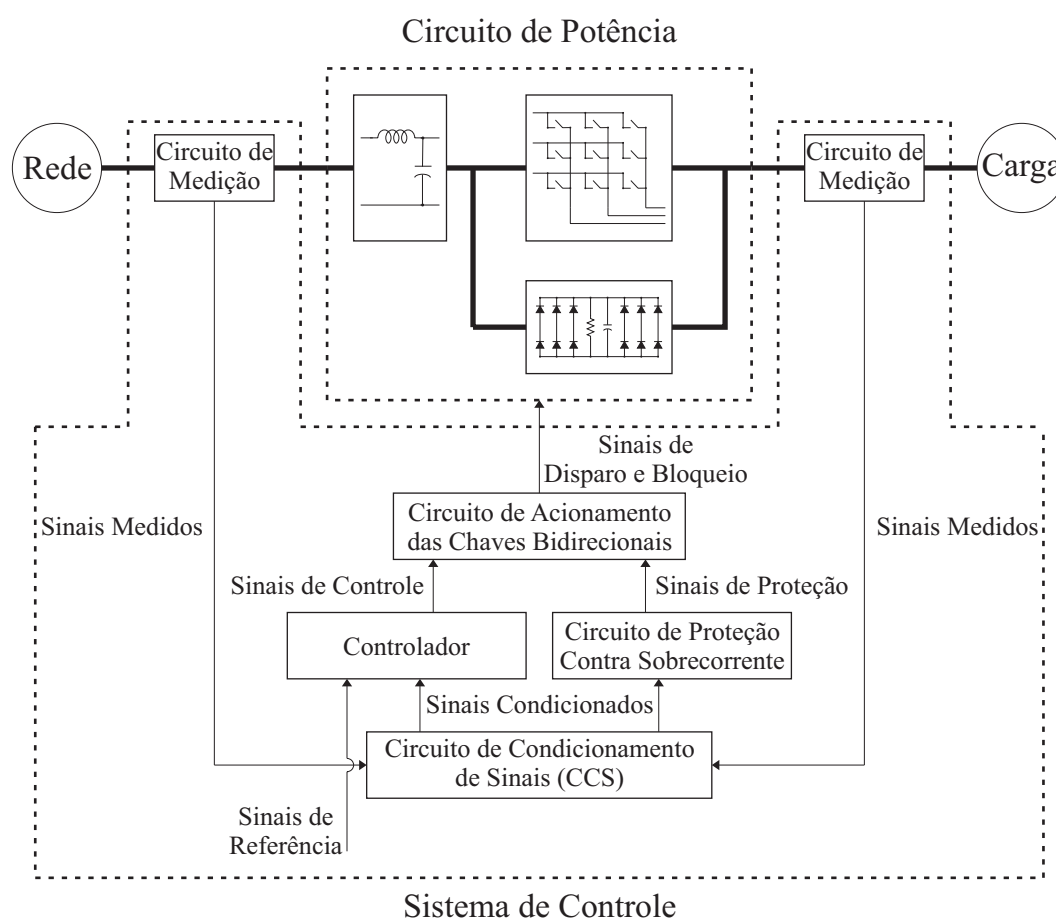 Circuito de Potência
Rede
Circuito de
Medição
Circuito de
Medição
Carga
Sinais de
Disparo e Bloqueio
Sinais Medidos
Circuito de Acionamento
das Chaves Bidirecionais
Sinais Medidos
Sinais de Controle
Sinais de Proteção
Controlador
Circuito de Proteção
Contra Sobrecorrente
Sinais Condicionados
Circuito de Condicionamento
de Sinais (CCS)
Sinais de
Referência
Sistema de Controle